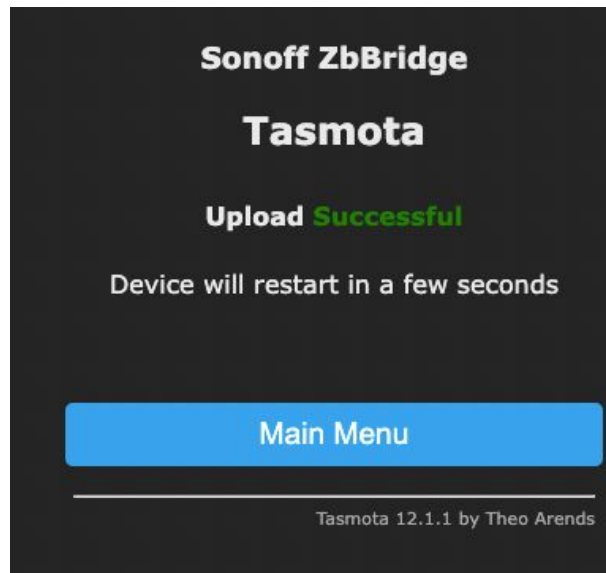 Sonoff ZbBridge
Tasmota
Upload Successful
Device will restart in a few seconds
Main Menu
Tasmota 12.1.1 by Theo Arends